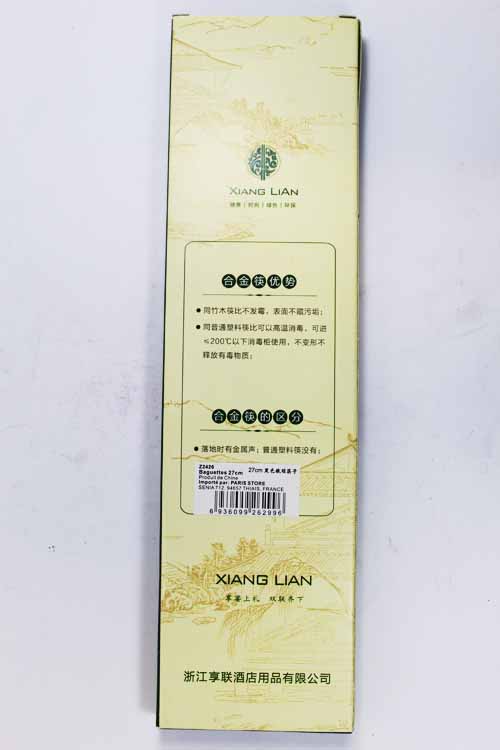 XIANG LIAN
健康 | 时尚 | 绿色 | 环保
合金筷优势
● 同竹木筷比不发霉,表面不藏污垢;
● 同普通塑料筷比可以高温消毒,可进
≤200℃以下消毒柜使用,不变形不
释放有毒物质;
合金筷的区分
● 落地时有金属声;普通塑料筷没有;
Z2426
Baguettes 27cm
27cm
Produit de Chine
Importé par: PARIS STORE
SENIA 712, 94657 THIAIS, FRANCE
6 936099 262996
XIANG LIAN
双联齐下
浙江享联酒店用品有限公司